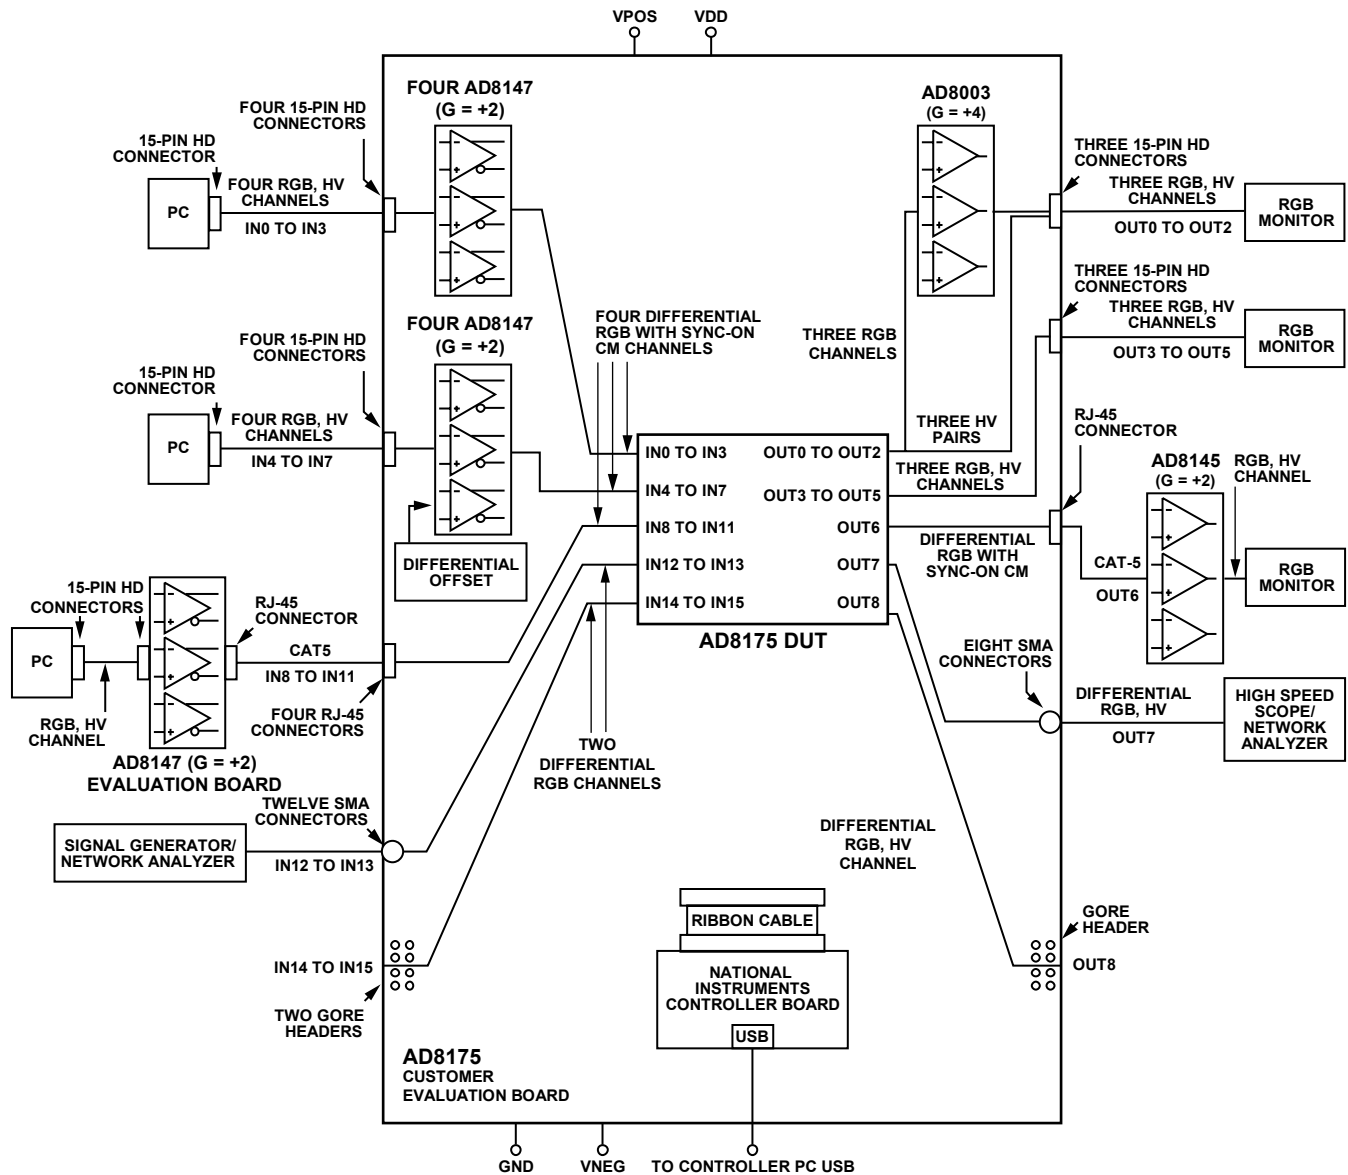 VPOS
VDD
FOUR 15-PIN HD
CONNECTORS
15-PIN HD
CONNECTOR
FOUR AD8147
(G = +2)
PC
FOUR RGB, HV
CHANNELS
IN0 TO IN3
AD8003
(G = +4)
THREE 15-PIN HD
CONNECTORS
THREE RGB, HV
CHANNELS
OUT0 TO OUT2
RGB
MONITOR
THREE 15-PIN HD
CONNECTORS
THREE RGB, HV
CHANNELS
OUT3 TO OUT5
RGB
MONITOR
FOUR 15-PIN HD
CONNECTORS
15-PIN HD
CONNECTOR
FOUR AD8147
(G = +2)
PC
FOUR RGB, HV
CHANNELS
IN4 TO IN7
DIFFERENTIAL
OFFSET
FOUR DIFFERENTIAL
RGB WITH SYNC-ON
CM CHANNELS
THREE RGB
CHANNELS
THREE HV
PAIRS
THREE RGB, HV
CHANNELS
IN0 TO IN3
IN4 TO IN7
IN8 TO IN11
IN12 TO IN13
IN14 TO IN15
OUT0 TO OUT2
OUT3 TO OUT5
OUT6
OUT7
OUT8
AD8175 DUT
DIFFERENTIAL
RGB WITH
SYNC-ON CM
RJ-45
CONNECTOR
CAT-5
OUT6
AD8145
(G = +2)
RGB, HV
CHANNEL
RGB
MONITOR
15-PIN HD
CONNECTORS
RJ-45
CONNECTOR
PC
RGB, HV
CHANNEL
AD8147 (G = +2)
EVALUATION BOARD
CAT5
IN8 TO IN11
FOUR RJ-45
CONNECTORS
TWO
DIFFERENTIAL
RGB CHANNELS
EIGHT SMA
CONNECTORS
DIFFERENTIAL
RGB, HV
OUT7
HIGH SPEED
SCOPE/
NETWORK
ANALYZER
TWELVE SMA
CONNECTORS
SIGNAL GENERATOR/
NETWORK ANALYZER
IN12 TO IN13
DIFFERENTIAL
RGB, HV
CHANNEL
IN14 TO IN15
TWO GORE
HEADERS
RIBBON CABLE
NATIONAL
INSTRUMENTS
CONTROLLER BOARD
USB
GORE
HEADER
OUT8
AD8175
CUSTOMER
EVALUATION BOARD
GND
VNEG
TO CONTROLLER PC USB